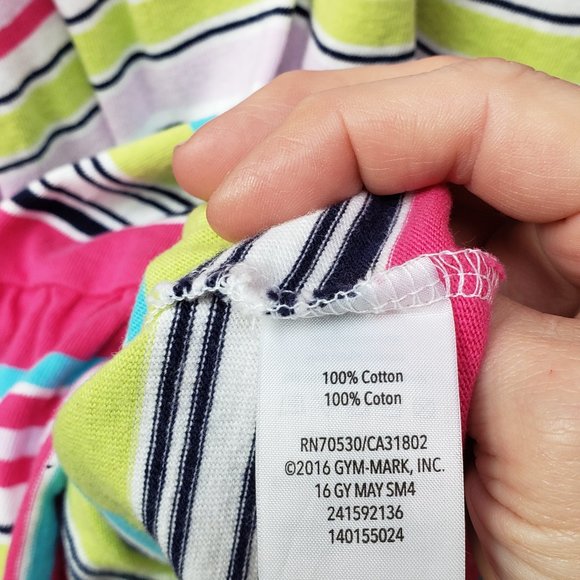 100% Cotton
100% Coton
RN70530/CA31802
©2016 GYM-MARK, INC.
16 GY MAY SM4
241592136
140155024